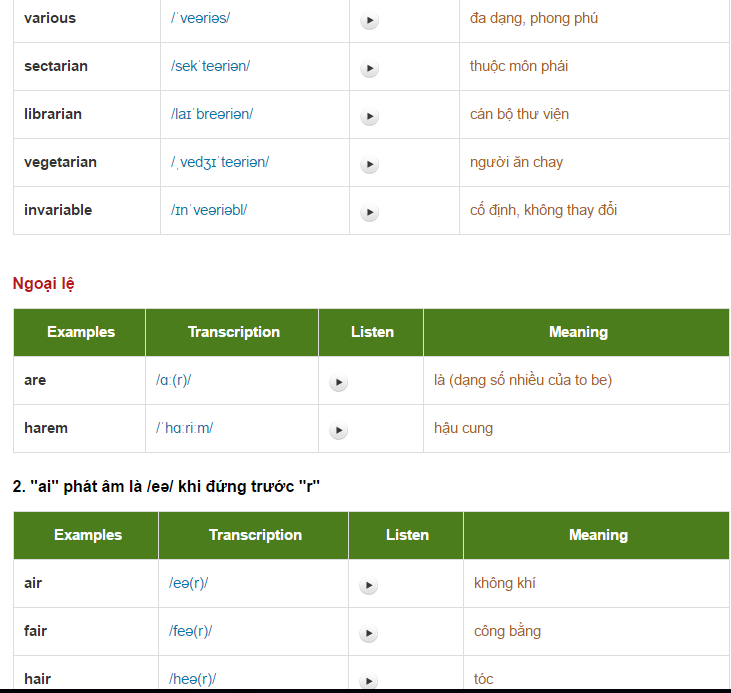 various /ˈveəriəs/ đa dạng, phong phú
sectarian /sekˈteəriən/ thuộc môn phái
librarian /laɪˈbreəriən/ cán bộ thư viện
vegetarian /ˌvedʒɪˈteəriən/ người ăn chay
invariable /ɪnˈveəriəbl/ cố định, không thay đổi
Ngoại lệ
Examples Transcription Listen Meaning
are /ɑː(r)/ là (dạng số nhiều của to be)
harem /ˈhɑːriːm/ hậu cung
2. "ai" phát âm là /eə/ khi đứng trước "r"
Examples Transcription Listen Meaning
air /eə(r)/ không khí
fair /feə(r)/ công bằng
hair /heə(r)/ tóc